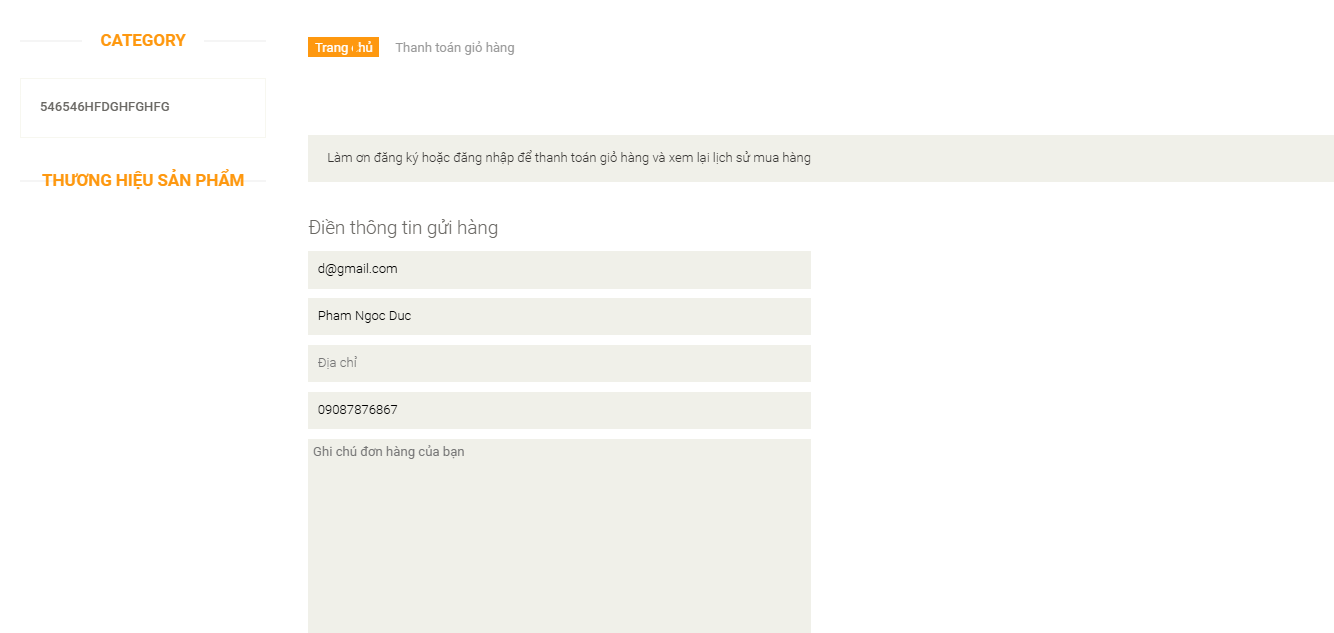 CATEGORY
546546HFDGHFGHFG
THƯƠNG HIỆU SẢN PHẨM
Trang chủ
Thanh toán giỏ hàng
Làm ơn đăng ký hoặc đăng nhập để thanh toán giỏ hàng và xem lại lịch sử mua hàng
Điền thông tin gửi hàng
d@gmail.com
Pham Ngoc Duc
Địa chỉ
09087876867
Ghi chú đơn hàng của bạn